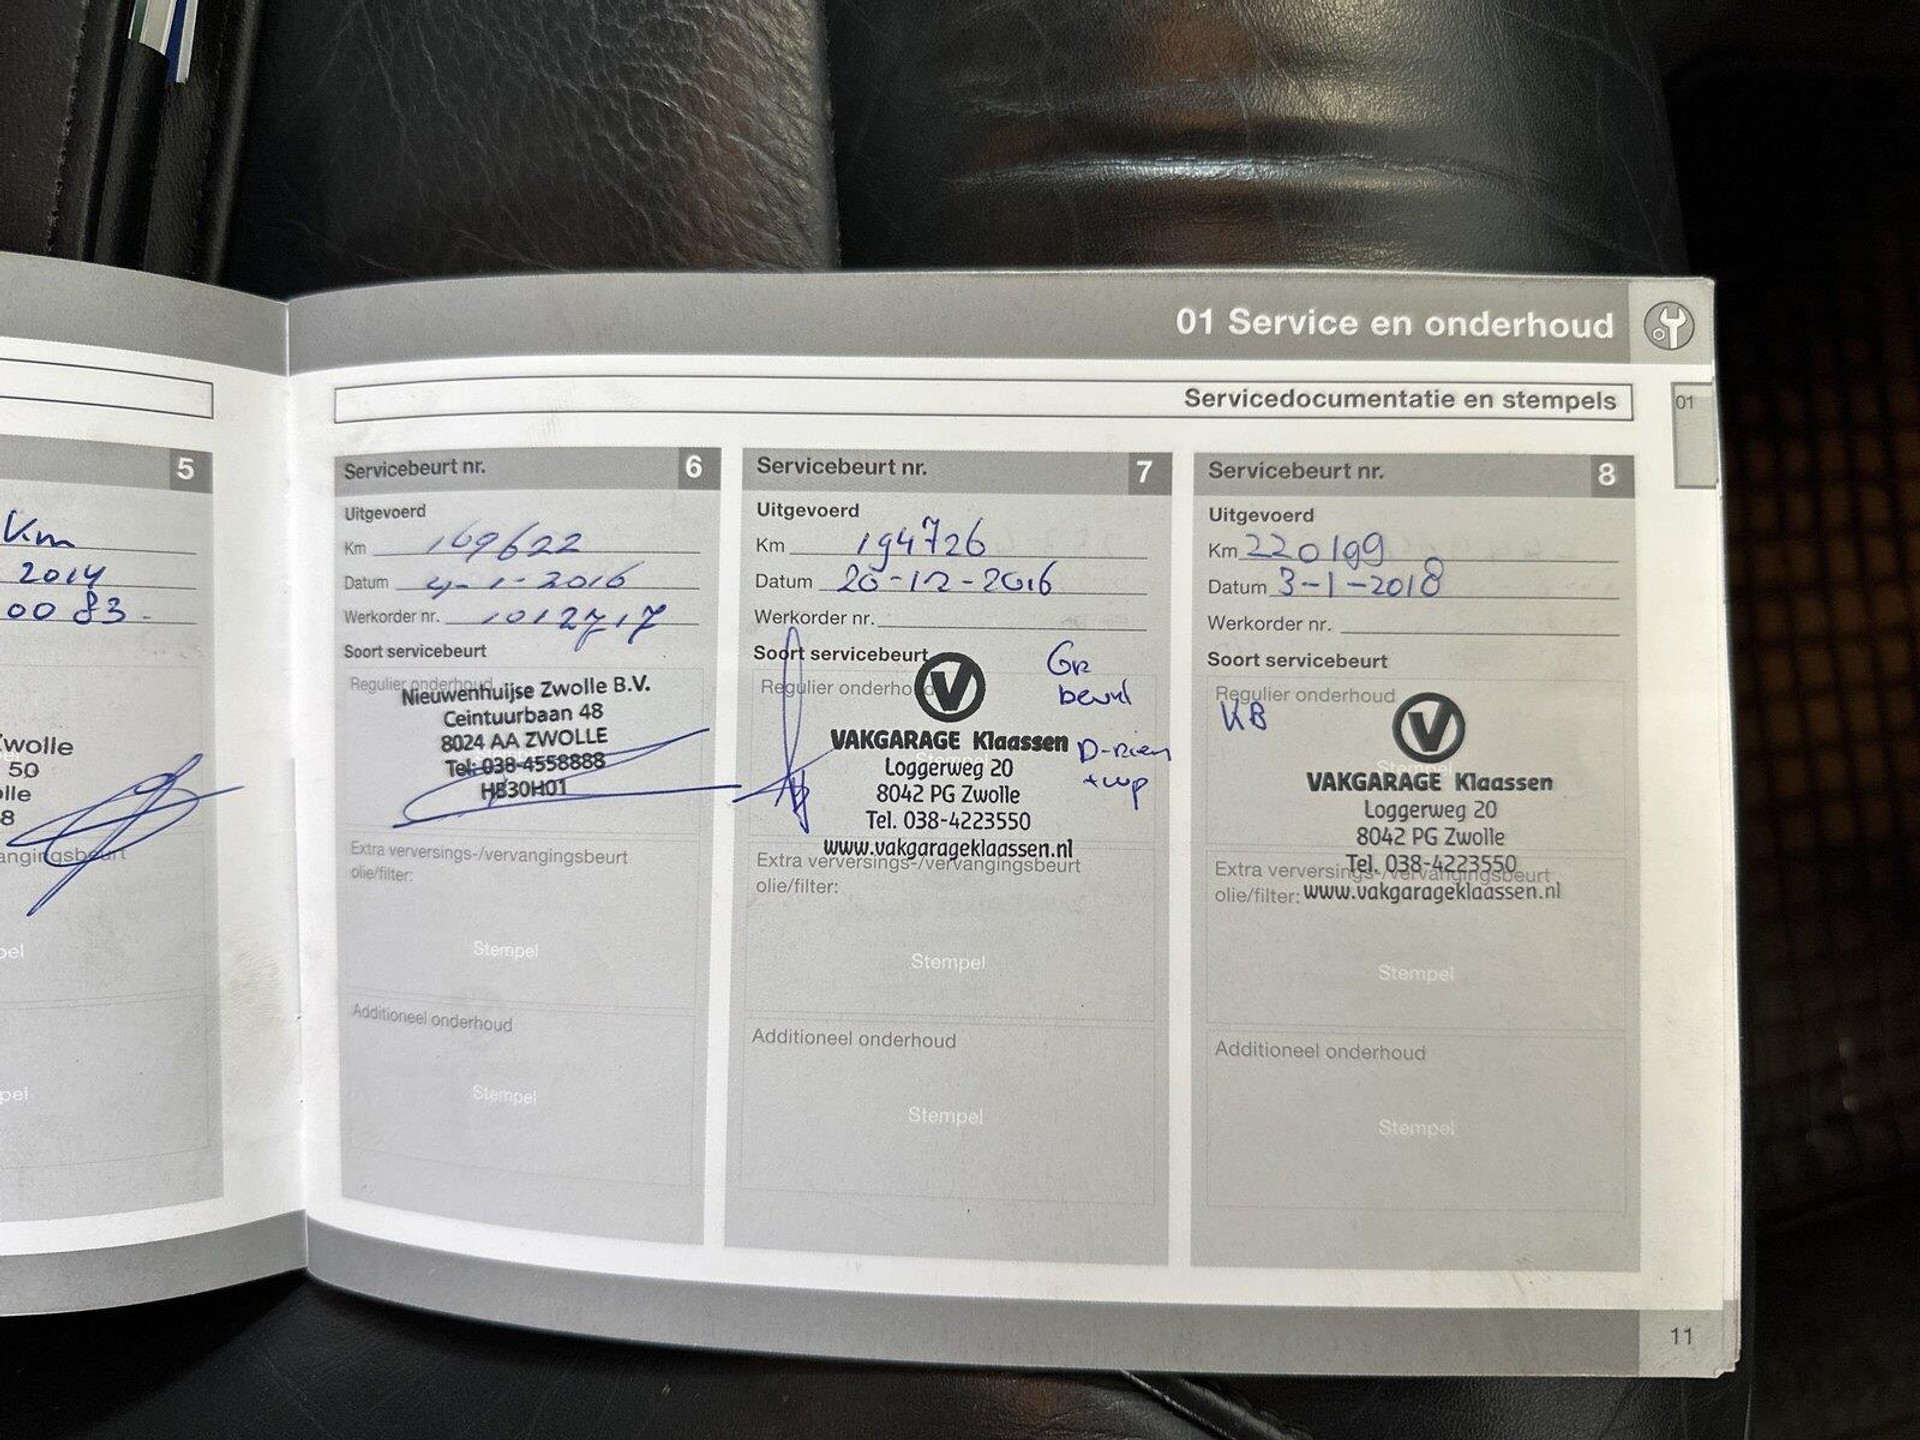 01 Service en onderhoud
Servicedocumentatie en stempels
01
5
Km
2014
0083-
Zwolle
50
olle
8
angingsbeurt
pel
pel
Servicebeurt nr. 6
Uitgevoerd
Km 169622
Datum 4-1-2016
Werkorder nr. 1012717
Soort servicebeurt
Regulier onderhoud
Nieuwenhuijse Zwolle B.V.
Ceintuurbaan 48
8024 AA ZWOLLE
Stempel
Tel: 038-4558888
HB30H01
Extra verversings-/vervangingsbeurt
olie/filter:
Stempel
Additioneel onderhoud
Stempel
Servicebeurt nr. 7
Uitgevoerd
Km 194726
Datum 20-12-2016
Werkorder nr.
Soort servicebeurt
Regulier onderhoud
V
Gr
beurt
VAKGARAGE Klaassen
D-riem
+ wp
Stempel
Loggerweg 20
8042 PG Zwolle
Tel. 038-4223550
www.vakgarageklaassen.nl
Extra verversings-/vervangingsbeurt
olie/filter:
Stempel
Additioneel onderhoud
Stempel
Servicebeurt nr. 8
Uitgevoerd
Km 220199
Datum 3-1-2018
Werkorder nr.
Soort servicebeurt
Regulier onderhoud
KB
V
Stempel
VAKGARAGE Klaassen
Loggerweg 20
8042 PG Zwolle
Tel. 038-4223550
Extra verversings-/vervangingsbeurt
olie/filter: www.vakgarageklaassen.nl
Stempel
Additioneel onderhoud
Stempel
11